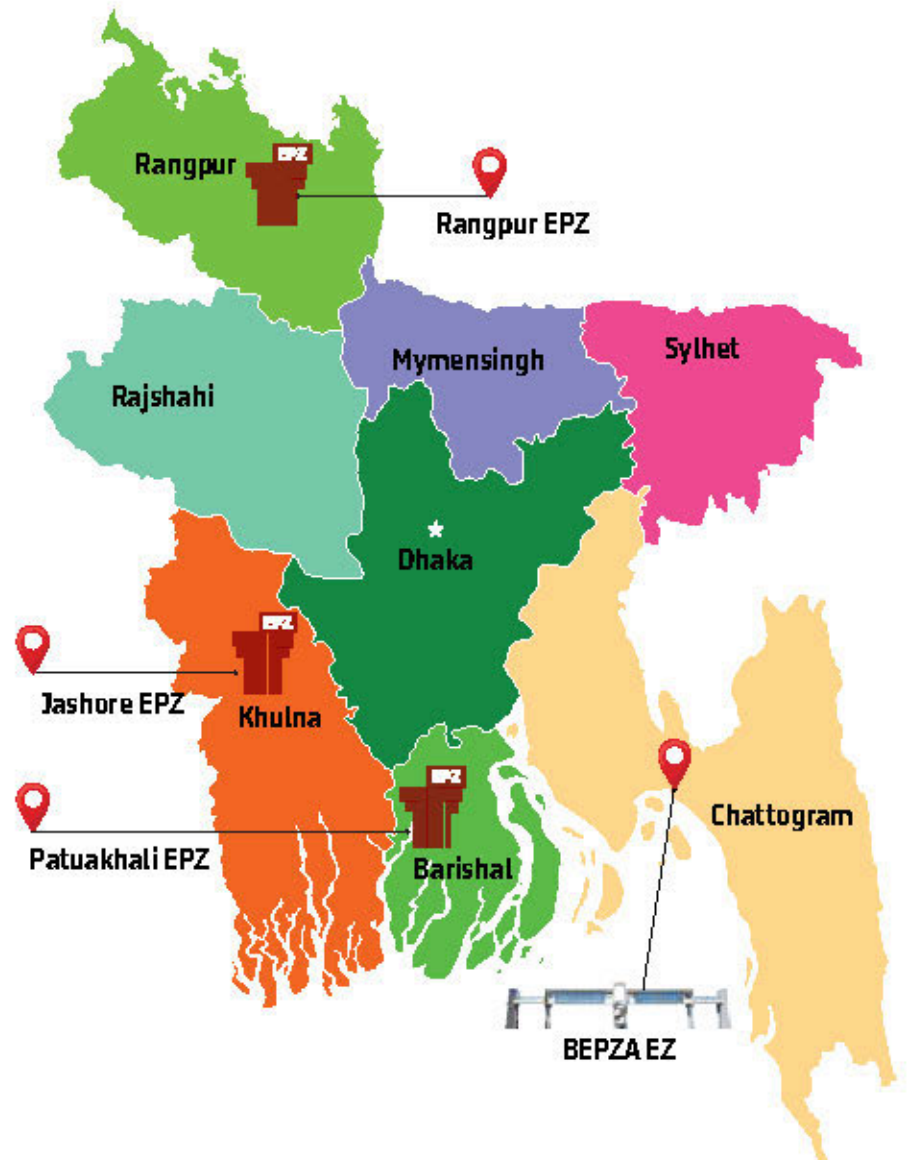 EPZ
Rangpur
Rangpur EPZ
Mymensingh
Sylhet
Rajshahi
Dhaka
EPZ
Jashore EPZ
Khulna
EPZ
Chattogram
Patuakhali EPZ
Barishal
BEPZA EZ